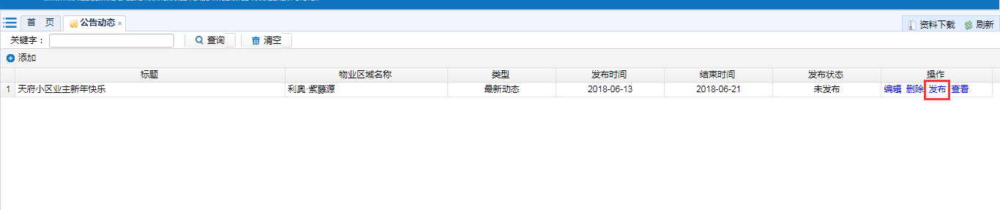 首 页 公告动态 × 资料下载 刷新
关键字： 查询 清空
添加
标题 物业区域名称 类型 发布时间 结束时间 发布状态 操作
1 天府小区业主新年快乐 利奥·紫藤源 最新动态 2018-06-13 2018-06-21 未发布 编辑 删除 发布 查看